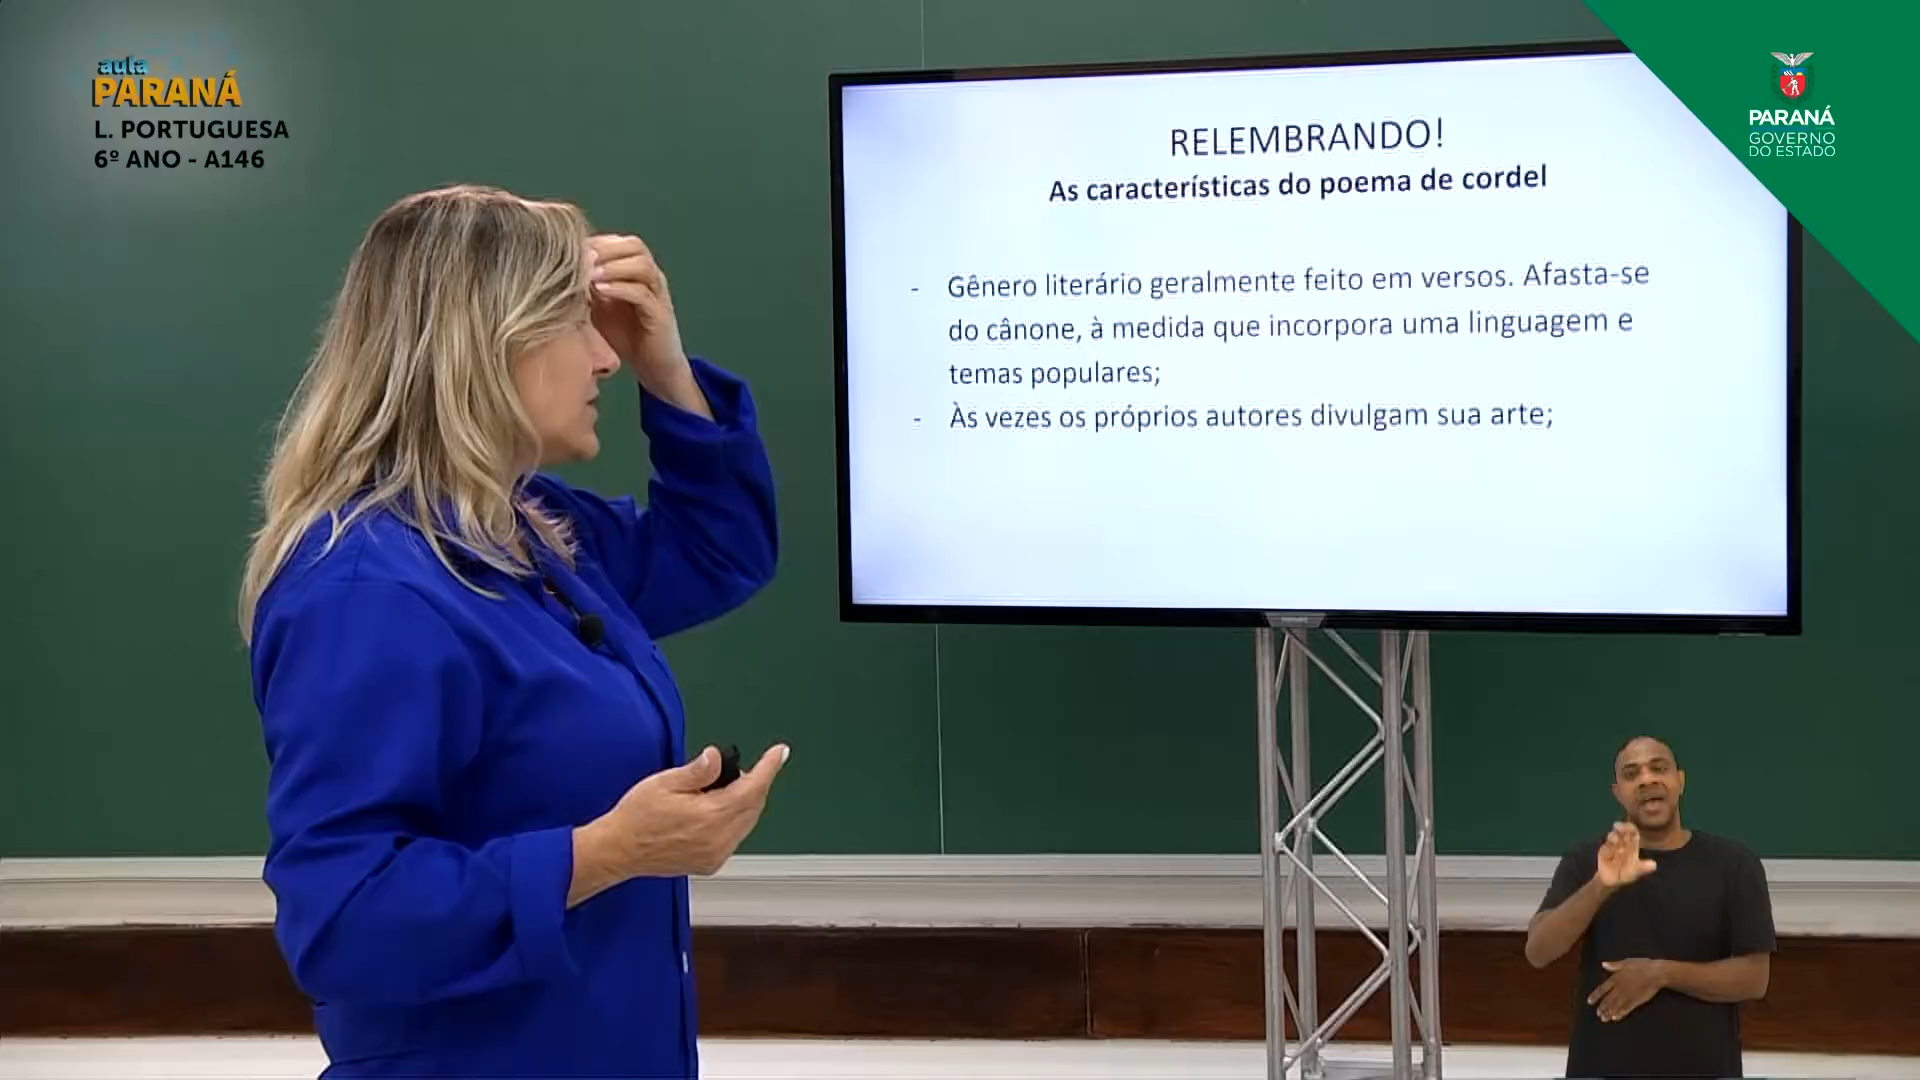 aula
PARANÁ
L. PORTUGUESA
6º ANO - A146
RELEMBRANDO!
As características do poema de cordel
- Gênero literário geralmente feito em versos. Afasta-se
do cânone, à medida que incorpora uma linguagem e
temas populares;
- Às vezes os próprios autores divulgam sua arte;
PARANÁ
GOVERNO
DO ESTADO